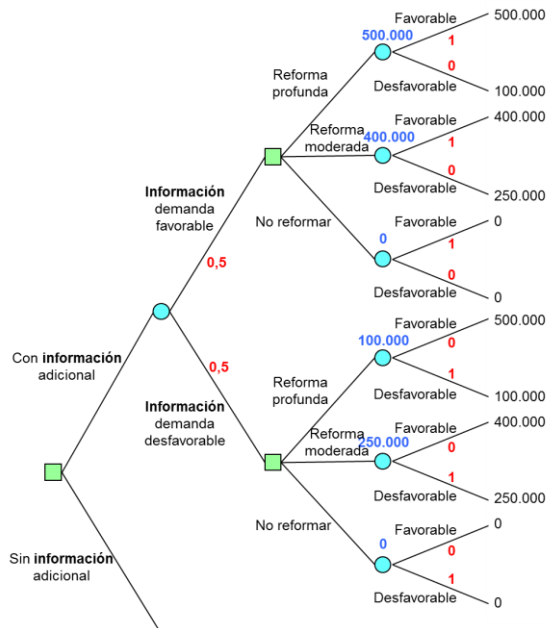 Favorable
500.000
500.000
1
0
Desfavorable
100.000
Reforma
profunda
Favorable
400.000
Reforma
moderada
400.000
1
0
Desfavorable
250.000
Información
demanda
favorable
0,5
No reformar
Favorable
0
0
1
0
Desfavorable
0
Con información
adicional
0,5
Información
demanda
desfavorable
Favorable
500.000
100.000
0
1
Desfavorable
100.000
Reforma
profunda
Favorable
400.000
Reforma
moderada
250.000
0
1
Desfavorable
250.000
No reformar
Favorable
0
0
0
1
Desfavorable
0
Sin información
adicional